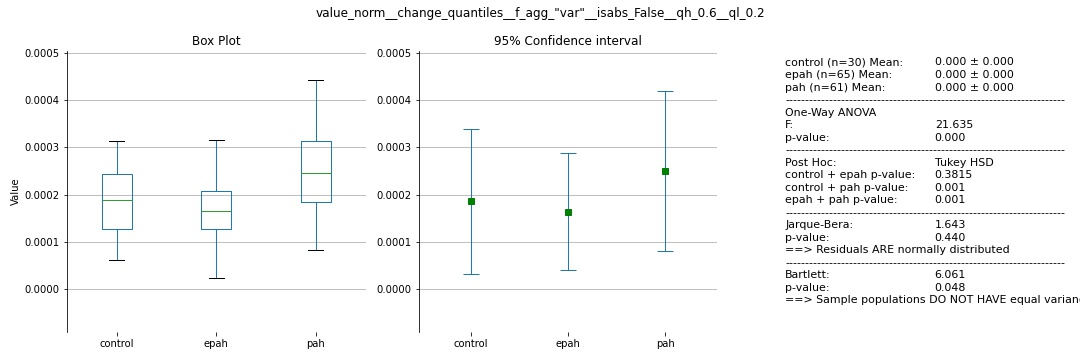 value_norm__change_quantiles__f_agg_"var"__isabs_False__qh_0.6__ql_0.2
Box Plot
Value
0.0005
0.0004
0.0003
0.0002
0.0001
0.0000
control epah pah
95% Confidence interval
0.0005
0.0004
0.0003
0.0002
0.0001
0.0000
control epah pah
control (n=30) Mean: 0.000 ± 0.000
epah (n=65) Mean: 0.000 ± 0.000
pah (n=61) Mean: 0.000 ± 0.000
One-Way ANOVA
F: 21.635
p-value: 0.000
Post Hoc: Tukey HSD
control + epah p-value: 0.3815
control + pah p-value: 0.001
epah + pah p-value: 0.001
Jarque-Bera: 1.643
p-value: 0.440
==> Residuals ARE normally distributed
Bartlett: 6.061
p-value: 0.048
==> Sample populations DO NOT HAVE equal varian